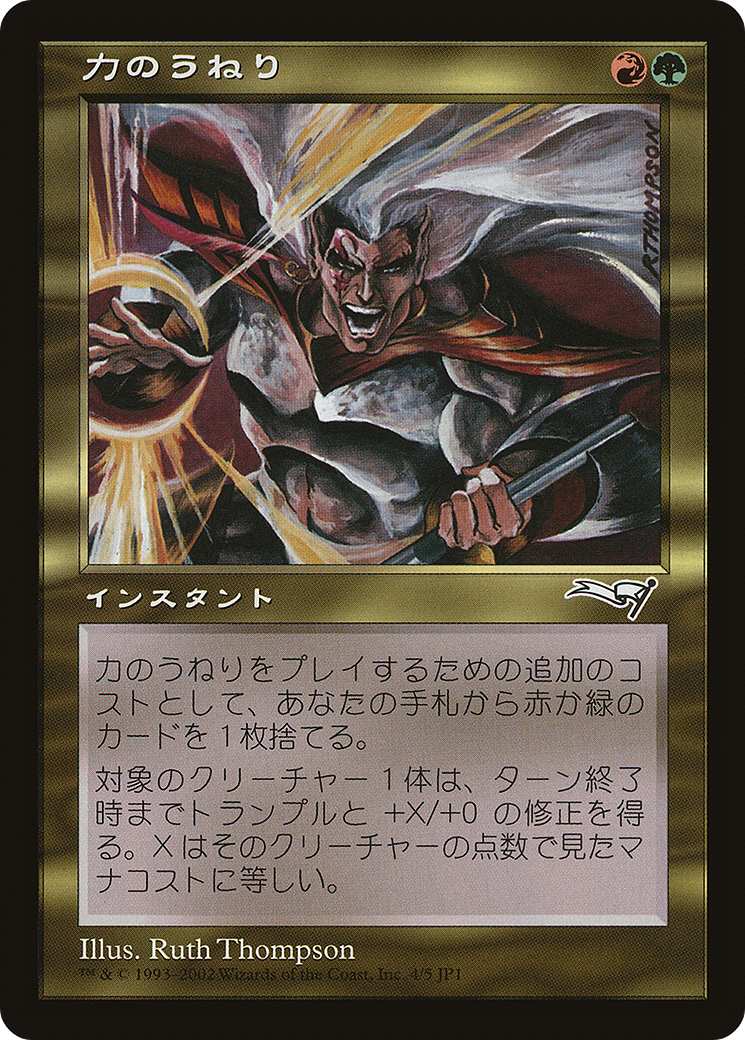 力のうねり
RTHOMPSON
インスタント
力のうねりをプレイするための追加のコ
ストとして、あなたの手札から赤か緑の
カードを１枚捨てる。
対象のクリーチャー１体は、ターン終了
時までトランプルと +X/+0 の修正を得
る。Xはそのクリーチャーの点数で見たマ
ナコストに等しい。
Illus. Ruth Thompson
™ & © 1993–2002 Wizards of the Coast, Inc. 4/5 JP1